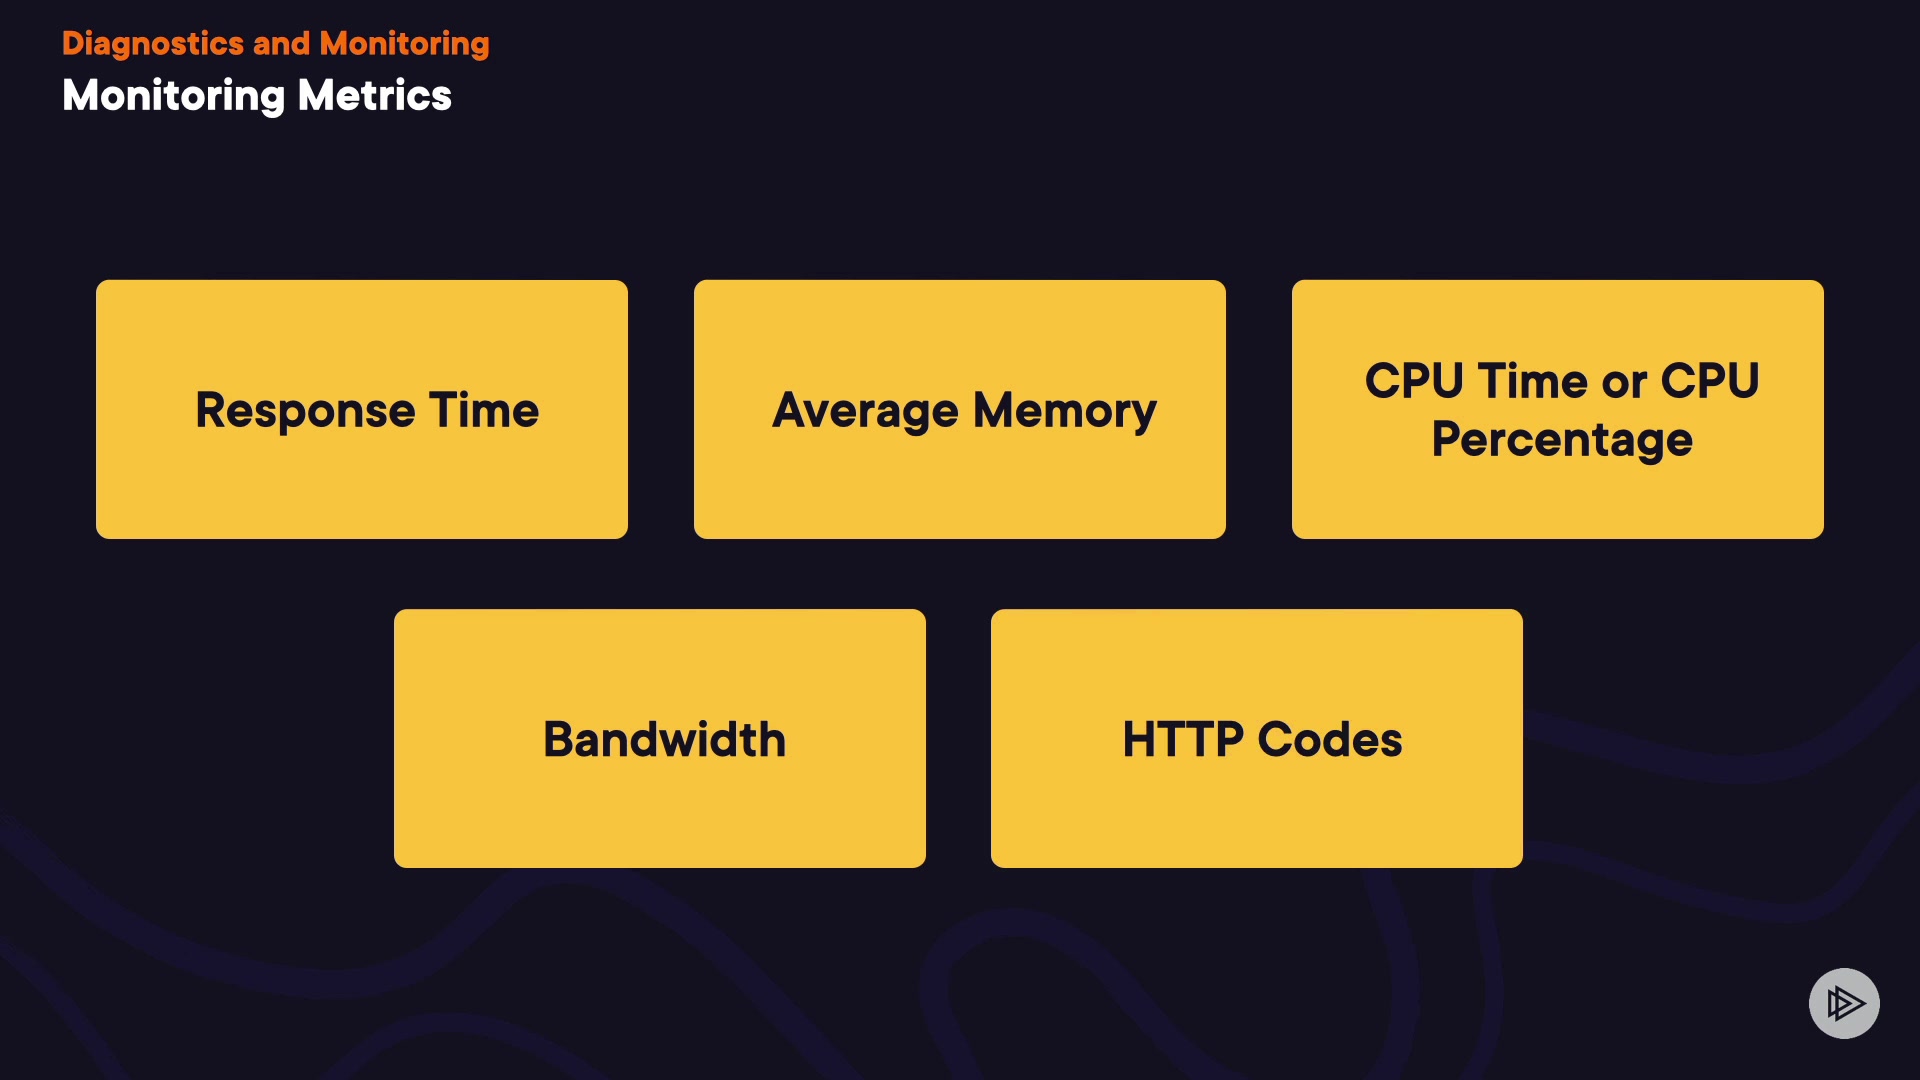 Diagnostics and Monitoring
Monitoring Metrics
Response Time
Average Memory
CPU Time or CPU
Percentage
Bandwidth
HTTP Codes